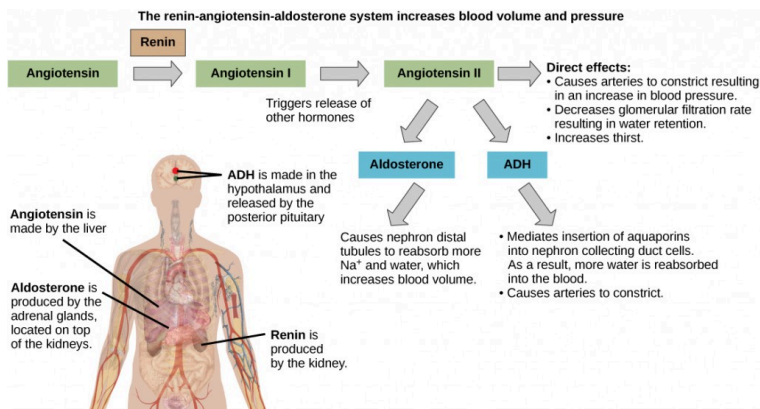 The renin-angiotensin-aldosterone system increases blood volume and pressure
Renin
Angiotensin
Angiotensin I
Angiotensin II
Direct effects:
• Causes arteries to constrict resulting
in an increase in blood pressure.
• Decreases glomerular filtration rate
resulting in water retention.
• Increases thirst.
Triggers release of
other hormones
Aldosterone
ADH
Causes nephron distal
tubules to reabsorb more
Na⁺ and water, which
increases blood volume.
• Mediates insertion of aquaporins
into nephron collecting duct cells.
As a result, more water is reabsorbed
into the blood.
• Causes arteries to constrict.
ADH is made in the
hypothalamus and
released by the
posterior pituitary
Angiotensin is
made by the liver
Aldosterone is
produced by the
adrenal glands,
located on top
of the kidneys.
Renin is
produced
by the kidney.